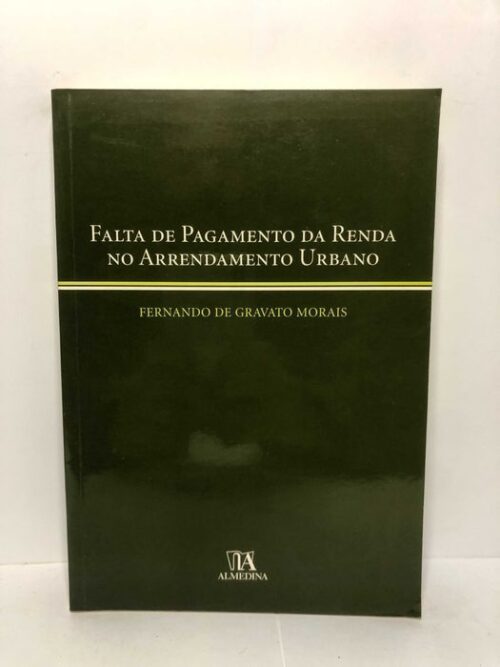 FALTA DE PAGAMENTO DA RENDA
NO ARRENDAMENTO URBANO
FERNANDO DE GRAVATO MORAIS
ALMEDINA